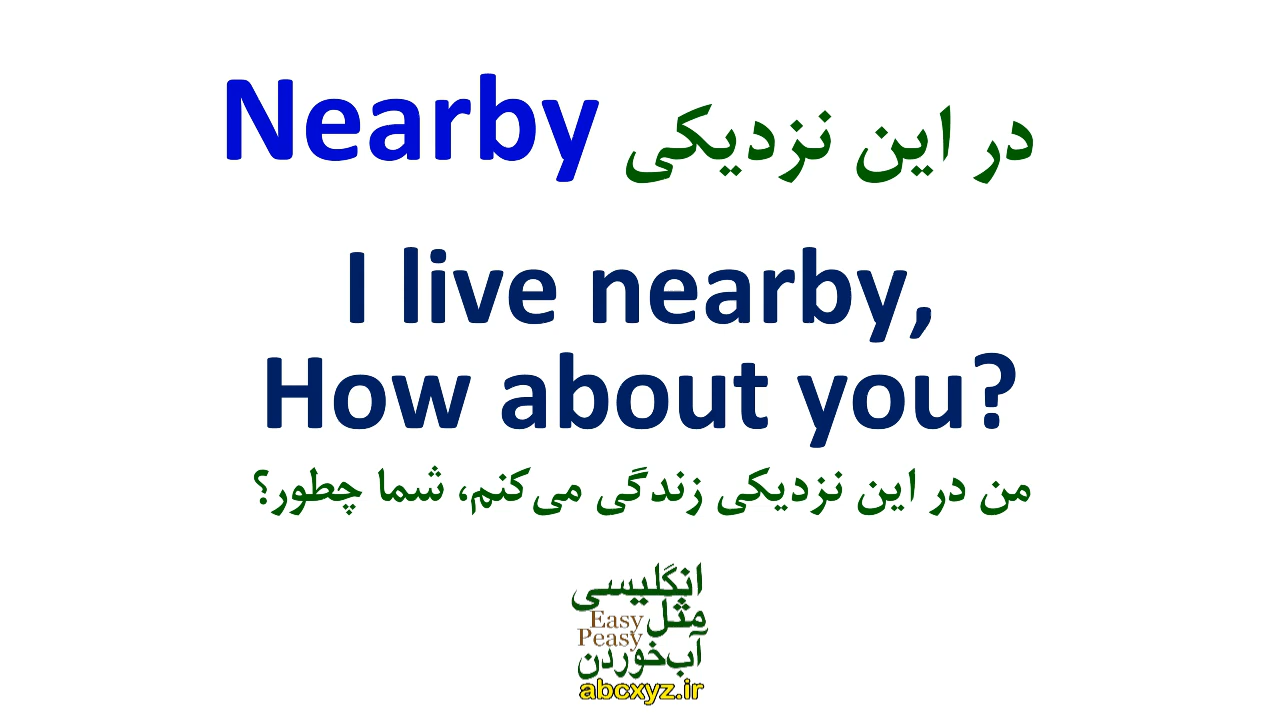 Nearby در این نزدیکی
I live nearby,
How about you?
من در این نزدیکی زندگی می‌کنم، شما چطور؟
انگلیسی
مثل
Easy
Peasy
آب‌خوردن
abcxyz.ir